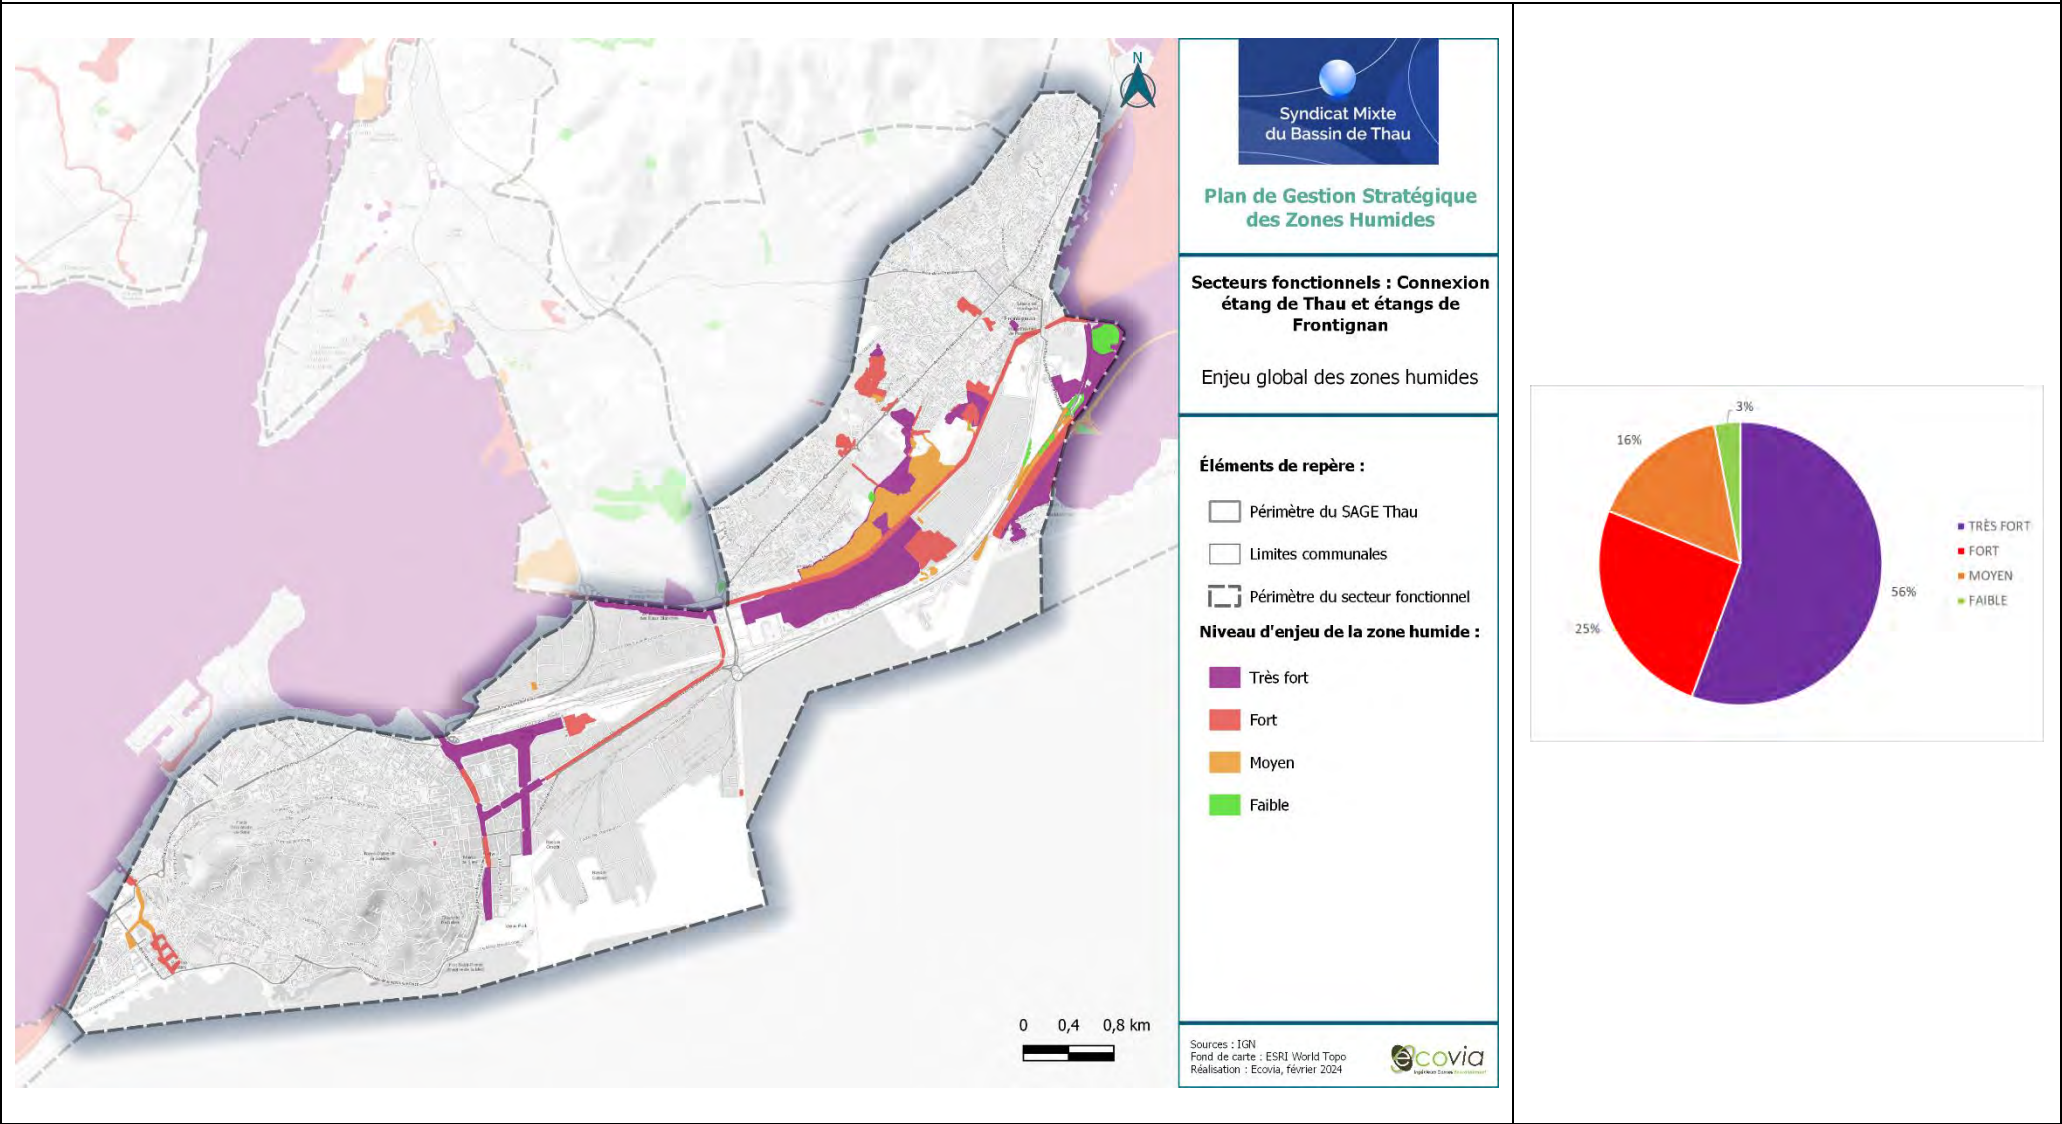 N
Syndicat Mixte
du Bassin de Thau
Plan de Gestion Stratégique
des Zones Humides
Secteurs fonctionnels : Connexion
étang de Thau et étangs de
Frontignan
Enjeu global des zones humides
Éléments de repère :
Périmètre du SAGE Thau
Limites communales
Périmètre du secteur fonctionnel
Niveau d'enjeu de la zone humide :
Très fort
Fort
Moyen
Faible
0 0,4 0,8 km
Sources : IGN
Fond de carte : ESRI World Topo
Réalisation : Ecovia, février 2024
écovia
3%
16%
56%
25%
TRÈS FORT
FORT
MOYEN
FAIBLE